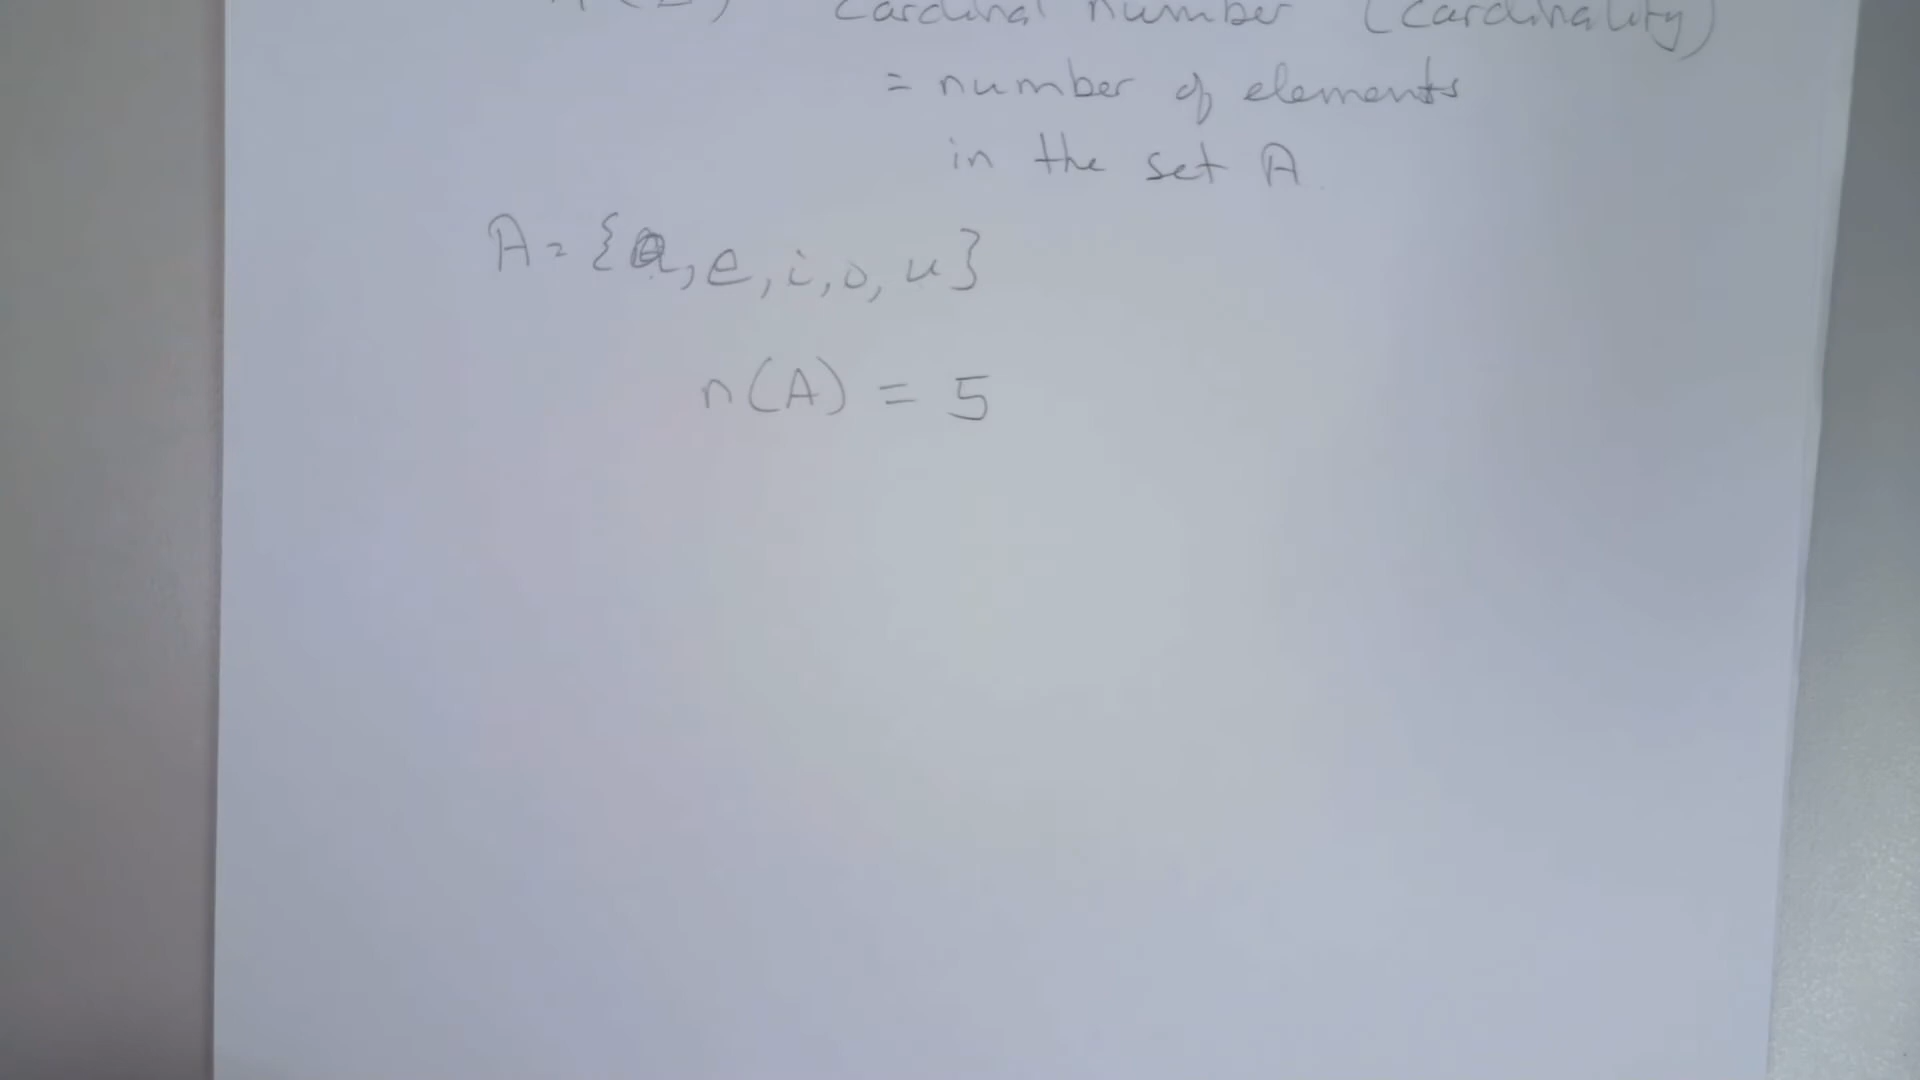 Cardinal number (Cardinality)
= number of elements
in the set A
A = {a, e, i, o, u}
n(A) = 5